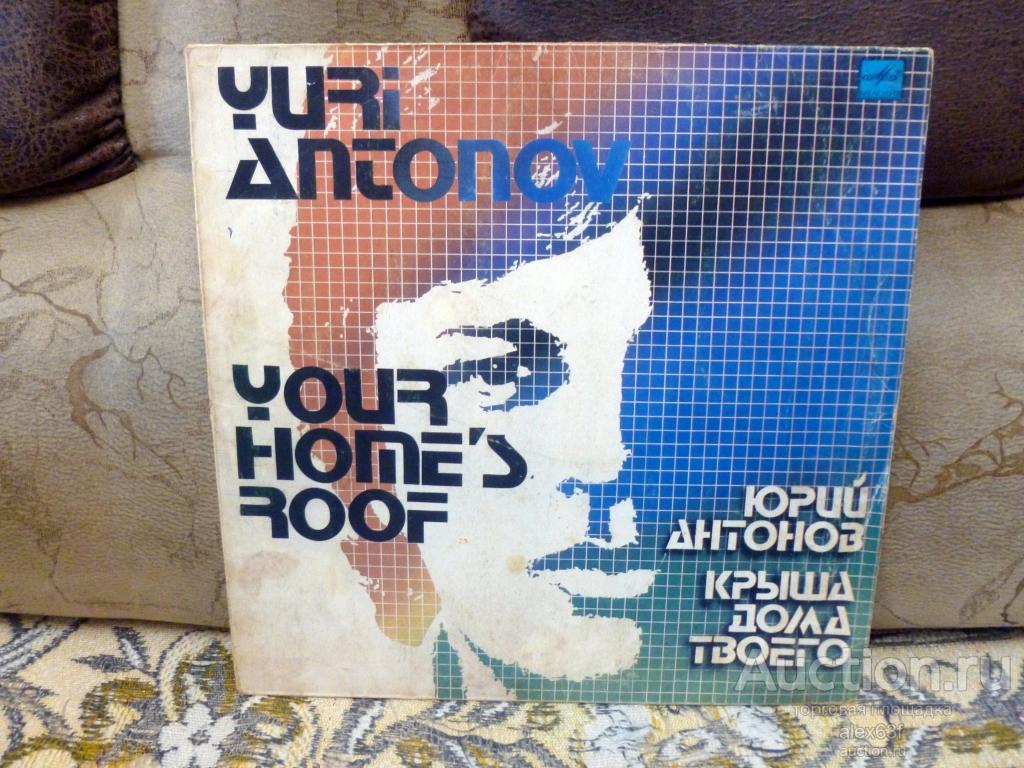 YURi
ANTONOV
YOUR
HOME'S
ROOF
ЮРИЙ
АНТОНОВ
КРЫША
ДОМА
ТВОЕГО
Auction.ru
торговая площадка
alex63f
auction.ru